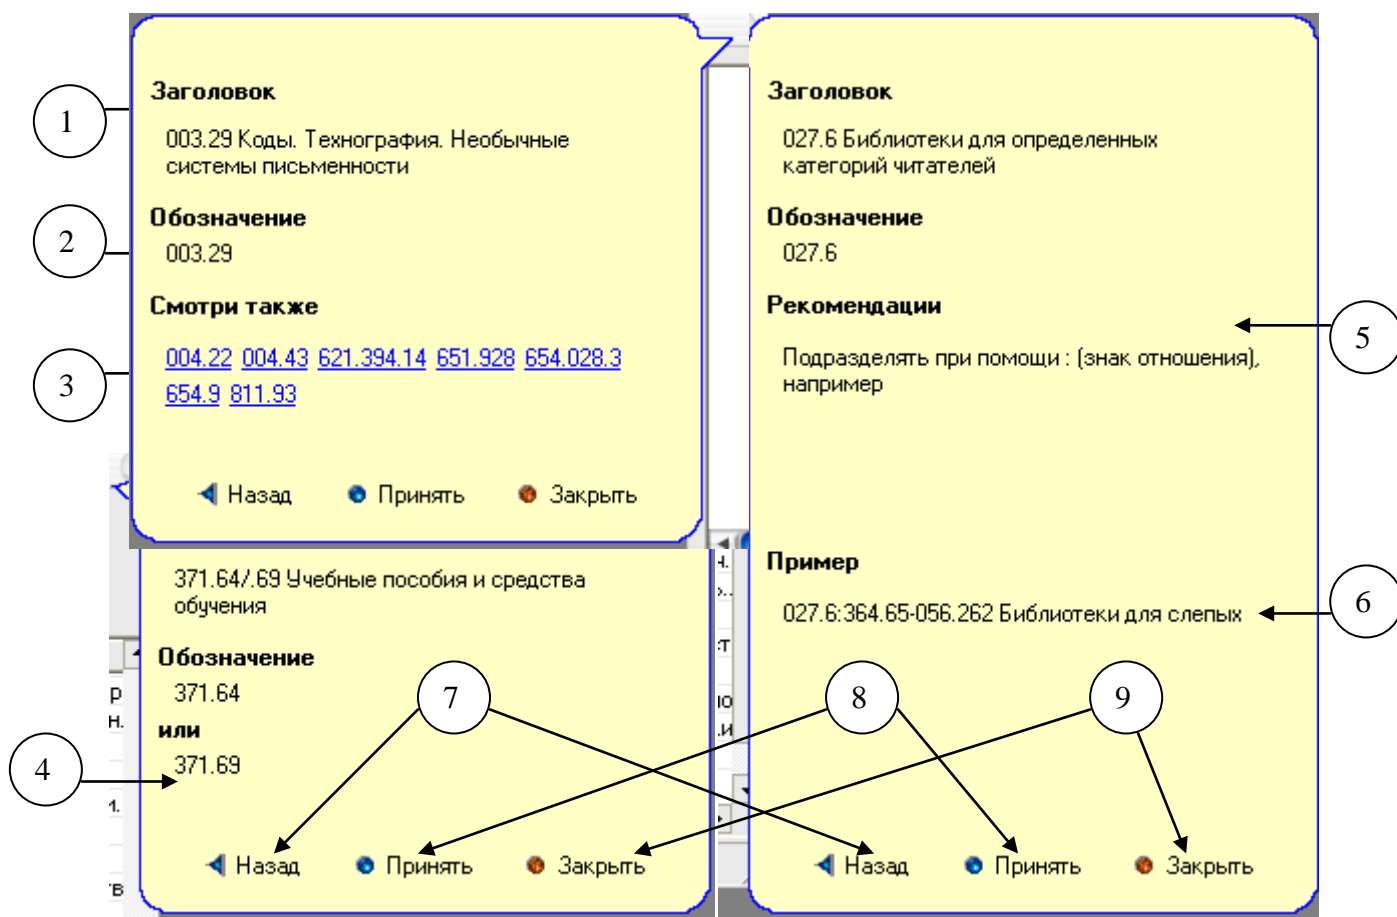 1
Заголовок
003.29 Коды. Технография. Необычные
системы письменности
2
Обозначение
003.29
Смотри также
3
004.22 004.43 621.394.14 651.928 654.028.3
654.9 811.93
Назад Принять Закрыть
371.64/.69 Учебные пособия и средства
обучения
Обозначение
371.64
или
4
371.69
Назад Принять Закрыть
Заголовок
027.6 Библиотеки для определенных
категорий читателей
Обозначение
027.6
Рекомендации
5
Подразделять при помощи : (знак отношения),
например
Пример
6
027.6:364.65-056.262 Библиотеки для слепых
7
8
9
Назад Принять Закрыть